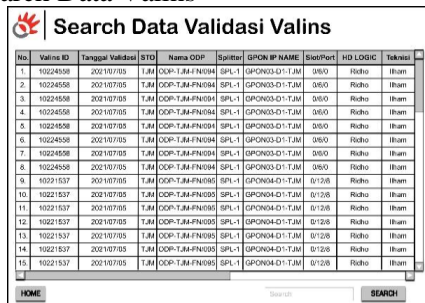 Search Data Validasi Valins
No. Valins ID Tanggal Validasi STO Nama ODP Splitter GPON IP NAME Slot/Port HD LOGIC Teknisi
1. 10224558 2021/07/05 TJM ODP-TJM-FN/094 SPL-1 GPON03-D1-TJM 0/6/0 Richo Ilham
2. 10224558 2021/07/05 TJM ODP-TJM-FN/094 SPL-1 GPON03-D1-TJM 0/6/0 Richo Ilham
3. 10224558 2021/07/05 TJM ODP-TJM-FN/094 SPL-1 GPON03-D1-TJM 0/6/0 Richo Ilham
4. 10224558 2021/07/05 TJM ODP-TJM-FN/094 SPL-1 GPON03-D1-TJM 0/6/0 Richo Ilham
5. 10224558 2021/07/05 TJM ODP-TJM-FN/094 SPL-1 GPON03-D1-TJM 0/6/0 Richo Ilham
6. 10224558 2021/07/05 TJM ODP-TJM-FN/094 SPL-1 GPON03-D1-TJM 0/6/0 Richo Ilham
7. 10224558 2021/07/05 TJM ODP-TJM-FN/094 SPL-1 GPON03-D1-TJM 0/6/0 Richo Ilham
8. 10224558 2021/07/05 TJM ODP-TJM-FN/094 SPL-1 GPON03-D1-TJM 0/6/0 Richo Ilham
9. 10221537 2021/07/05 TJM ODP-TJM-FN/095 SPL-1 GPON04-D1-TJM 0/12/8 Richo Ilham
10. 10221537 2021/07/05 TJM ODP-TJM-FN/095 SPL-1 GPON04-D1-TJM 0/12/8 Richo Ilham
11. 10221537 2021/07/05 TJM ODP-TJM-FN/095 SPL-1 GPON04-D1-TJM 0/12/8 Richo Ilham
12. 10221537 2021/07/05 TJM ODP-TJM-FN/095 SPL-1 GPON04-D1-TJM 0/12/8 Richo Ilham
13. 10221537 2021/07/05 TJM ODP-TJM-FN/095 SPL-1 GPON04-D1-TJM 0/12/8 Richo Ilham
14. 10221537 2021/07/05 TJM ODP-TJM-FN/095 SPL-1 GPON04-D1-TJM 0/12/8 Richo Ilham
15. 10221537 2021/07/05 TJM ODP-TJM-FN/095 SPL-1 GPON04-D1-TJM 0/12/8 Richo Ilham
HOME Search SEARCH